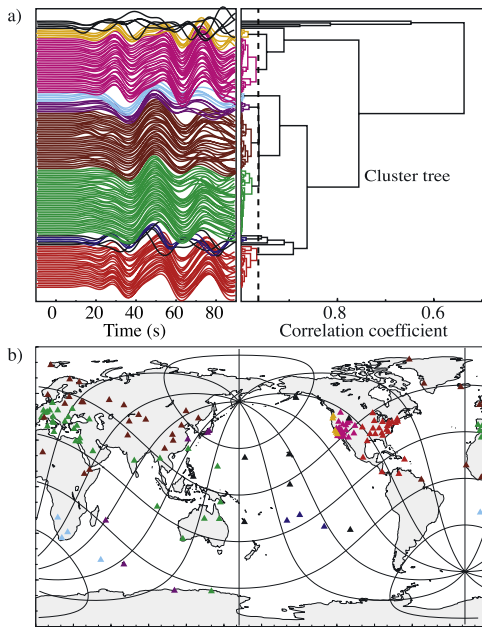 a)
Cluster tree
0 20 40 60 80 0.8 0.6
Time (s) Correlation coefficient
b)